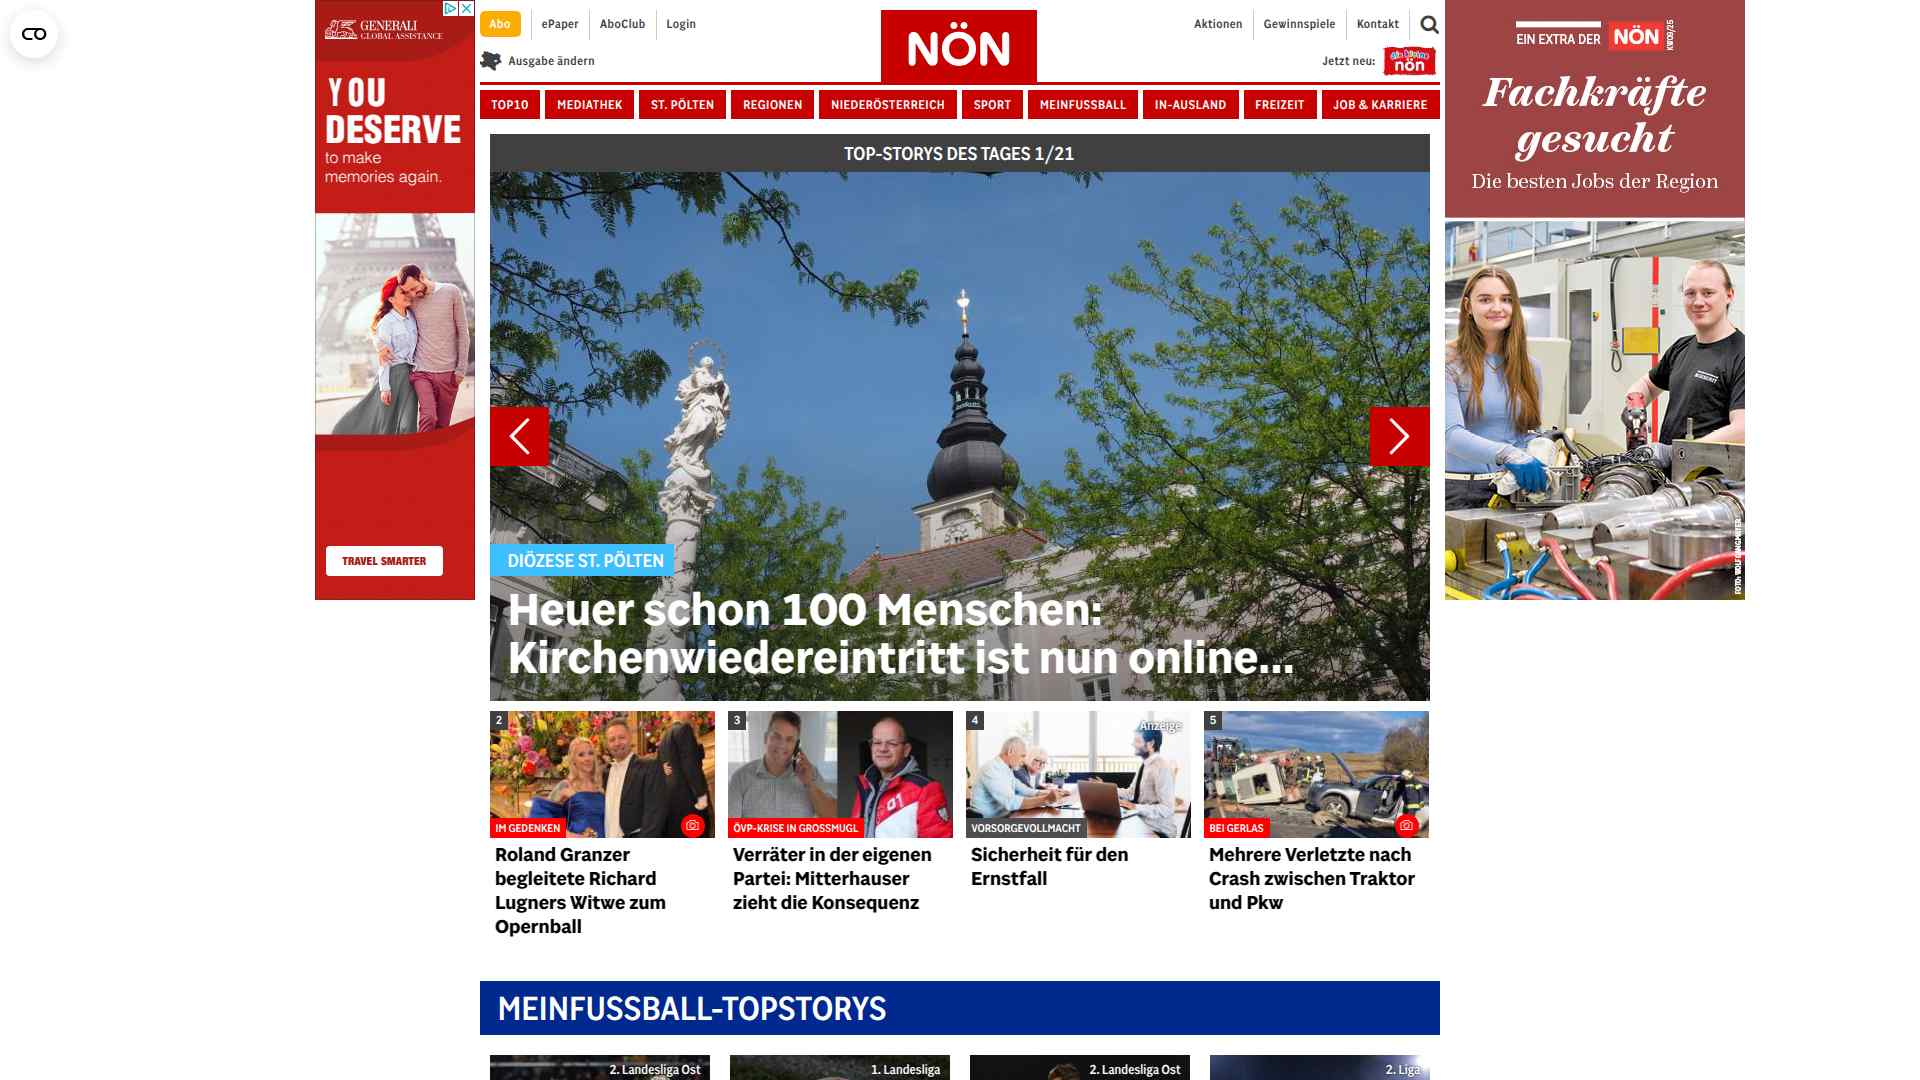 GENERALI
GLOBAL ASSISTANCE
YOU
DESERVE
to make
memories again.
TRAVEL SMARTER
Abo
ePaper
AboClub
Login
NÖN
Aktionen
Gewinnspiele
Kontakt
Ausgabe ändern
Jetzt neu:
die kleine
nön
TOP10
MEDIATHEK
ST. PÖLTEN
REGIONEN
NIEDERÖSTERREICH
SPORT
MEINFUSSBALL
IN-AUSLAND
FREIZEIT
JOB & KARRIERE
TOP-STORYS DES TAGES 1/21
DIÖZESE ST. PÖLTEN
Heuer schon 100 Menschen:
Kirchenwiedereintritt ist nun online...
2
IM GEDENKEN
Roland Granzer
begleitete Richard
Lugners Witwe zum
Opernball
3
ÖVP-KRISE IN GROSSMUGL
Verräter in der eigenen
Partei: Mitterhauser
zieht die Konsequenz
4
Anzeige
VORSORGEVOLLMACHT
Sicherheit für den
Ernstfall
5
BEI GERLAS
Mehrere Verletzte nach
Crash zwischen Traktor
und Pkw
MEINFUSSBALL-TOPSTORYS
2. Landesliga Ost
1. Landesliga
2. Landesliga Ost
2. Liga
EIN EXTRA DER NÖN
KW09/25
Fachkräfte
gesucht
Die besten Jobs der Region